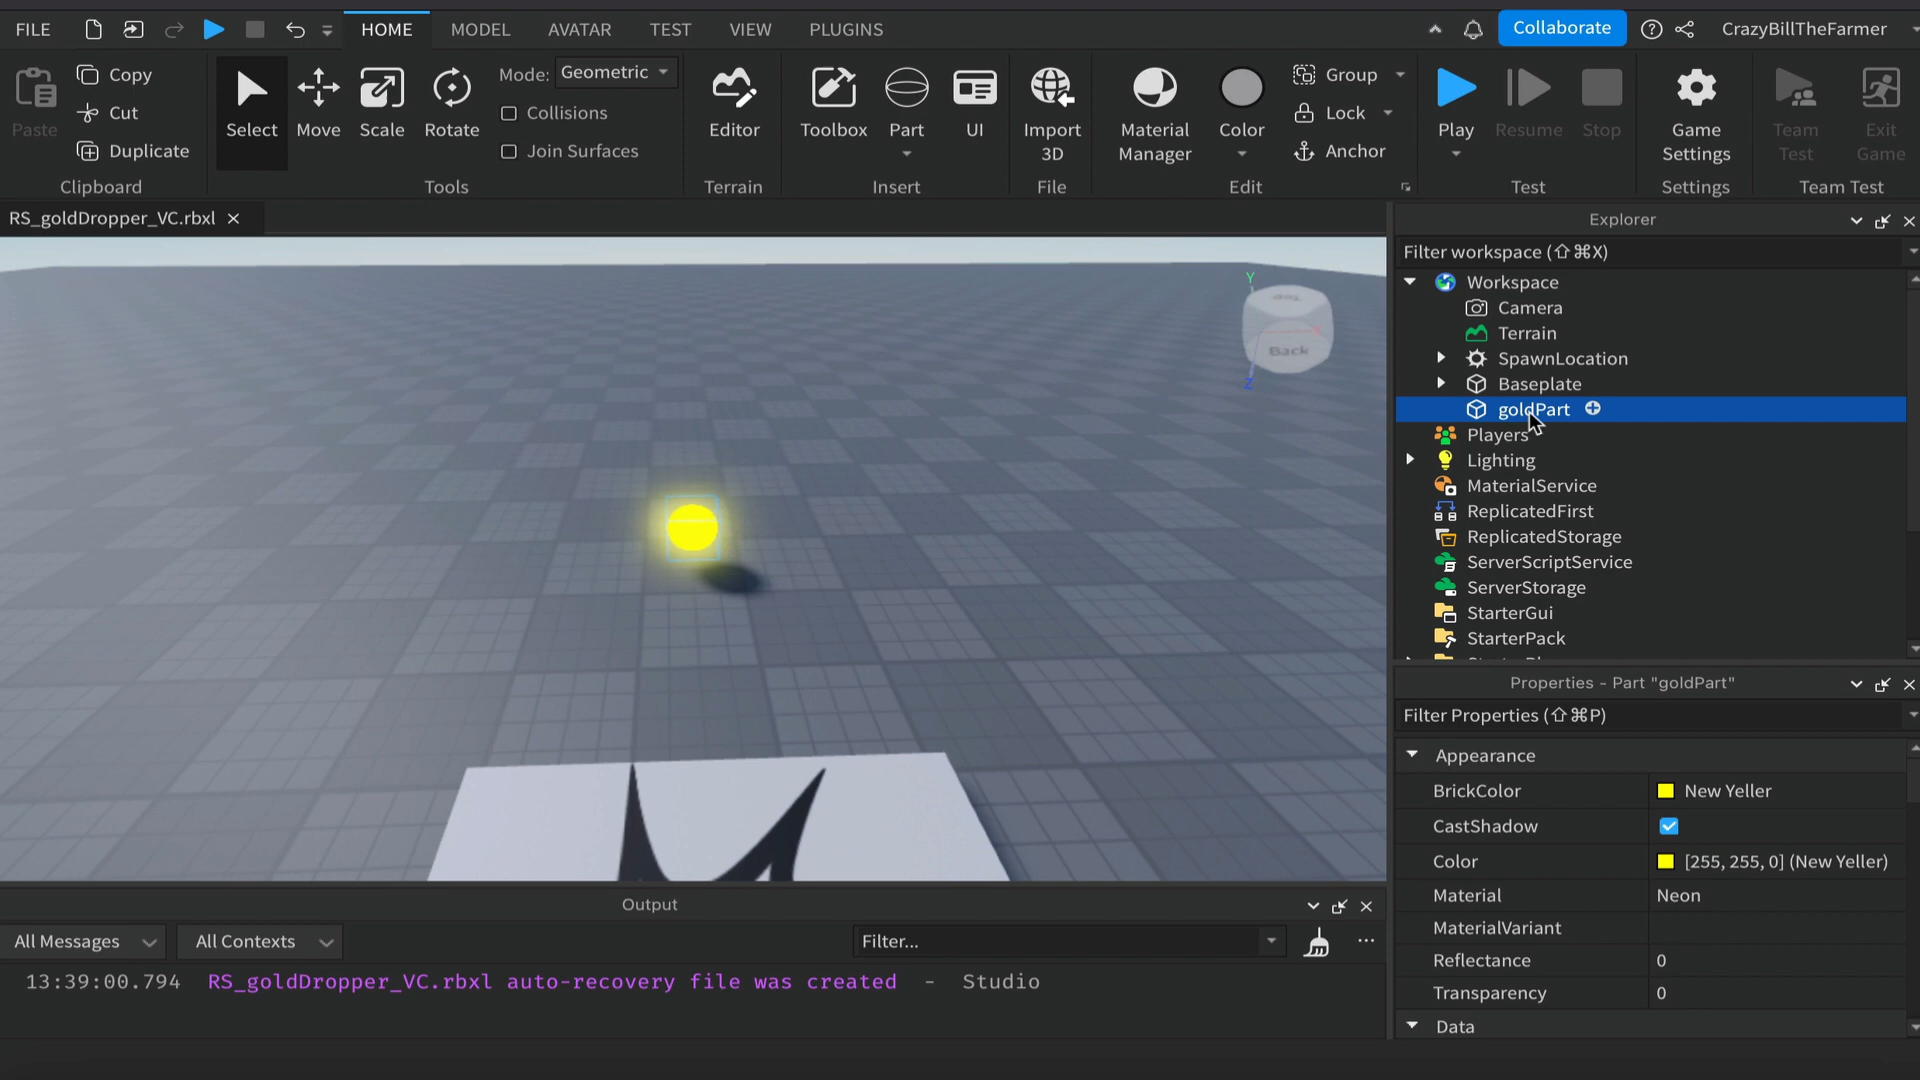 FILE
HOME
MODEL
AVATAR
TEST
VIEW
PLUGINS
Collaborate
CrazyBillTheFarmer
Paste
Copy
Cut
Duplicate
Clipboard
Select
Move
Scale
Rotate
Mode: Geometric
Collisions
Join Surfaces
Tools
Editor
Terrain
Toolbox
Part
UI
Insert
Import
3D
File
Material
Manager
Color
Group
Lock
Anchor
Edit
Play
Resume
Stop
Test
Game
Settings
Settings
Team
Test
Exit
Game
Team Test
RS_goldDropper_VC.rbxl
Y
Z
Top
Back
Explorer
Filter workspace (⇧⌘X)
Workspace
Camera
Terrain
SpawnLocation
Baseplate
goldPart
Players
Lighting
MaterialService
ReplicatedFirst
ReplicatedStorage
ServerScriptService
ServerStorage
StarterGui
StarterPack
Properties - Part "goldPart"
Filter Properties (⇧⌘P)
Appearance
BrickColor New Yeller
CastShadow
Color [255, 255, 0] (New Yeller)
Material Neon
MaterialVariant
Reflectance 0
Transparency 0
Data
Output
All Messages
All Contexts
Filter...
13:39:00.794 RS_goldDropper_VC.rbxl auto-recovery file was created - Studio